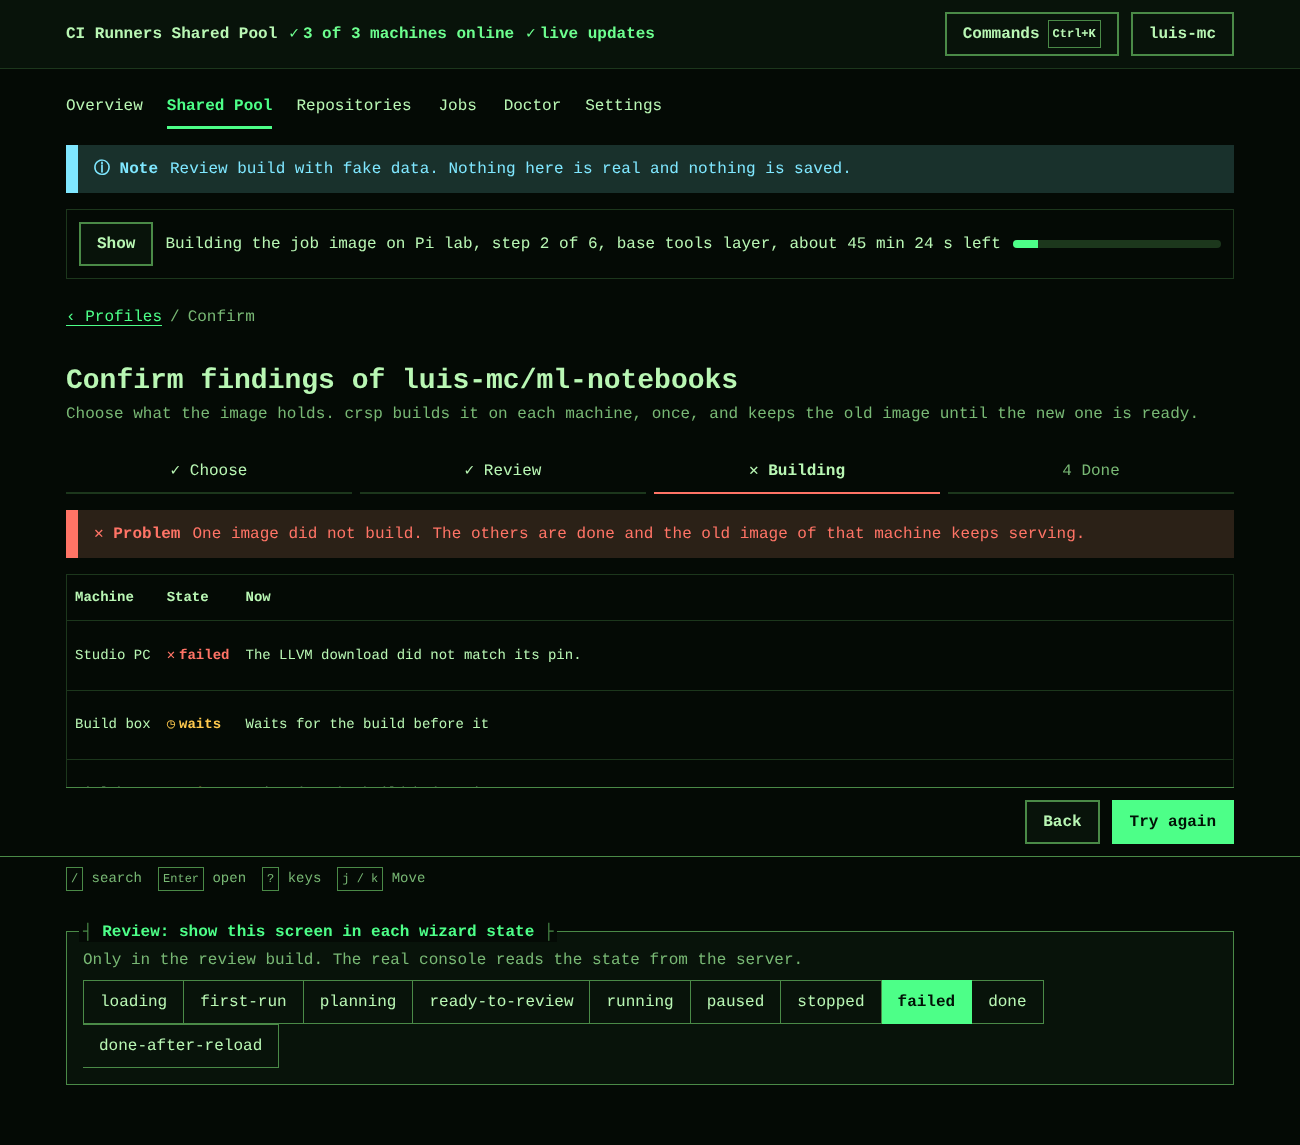 CI Runners Shared Pool ✓ 3 of 3 machines online ✓ live updates Commands Ctrl+K luis-mc
Overview Shared Pool Repositories Jobs Doctor Settings
ⓘ Note Review build with fake data. Nothing here is real and nothing is saved.
Show Building the job image on Pi lab, step 2 of 6, base tools layer, about 45 min 24 s left
‹ Profiles / Confirm
Confirm findings of luis-mc/ml-notebooks
Choose what the image holds. crsp builds it on each machine, once, and keeps the old image until the new one is ready.
✓ Choose ✓ Review × Building 4 Done
× Problem One image did not build. The others are done and the old image of that machine keeps serving.
Machine State Now
Studio PC × failed The LLVM download did not match its pin.
Build box ◷ waits Waits for the build before it
Back Try again
/ search Enter open ? keys j / k Move
Review: show this screen in each wizard state
Only in the review build. The real console reads the state from the server.
loading first-run planning ready-to-review running paused stopped failed done
done-after-reload